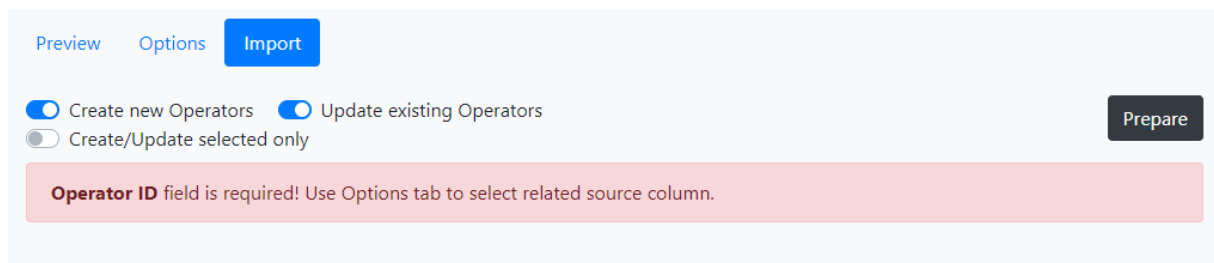 Preview Options Import
Create new Operators Update existing Operators
Prepare
Create/Update selected only
Operator ID field is required! Use Options tab to select related source column.